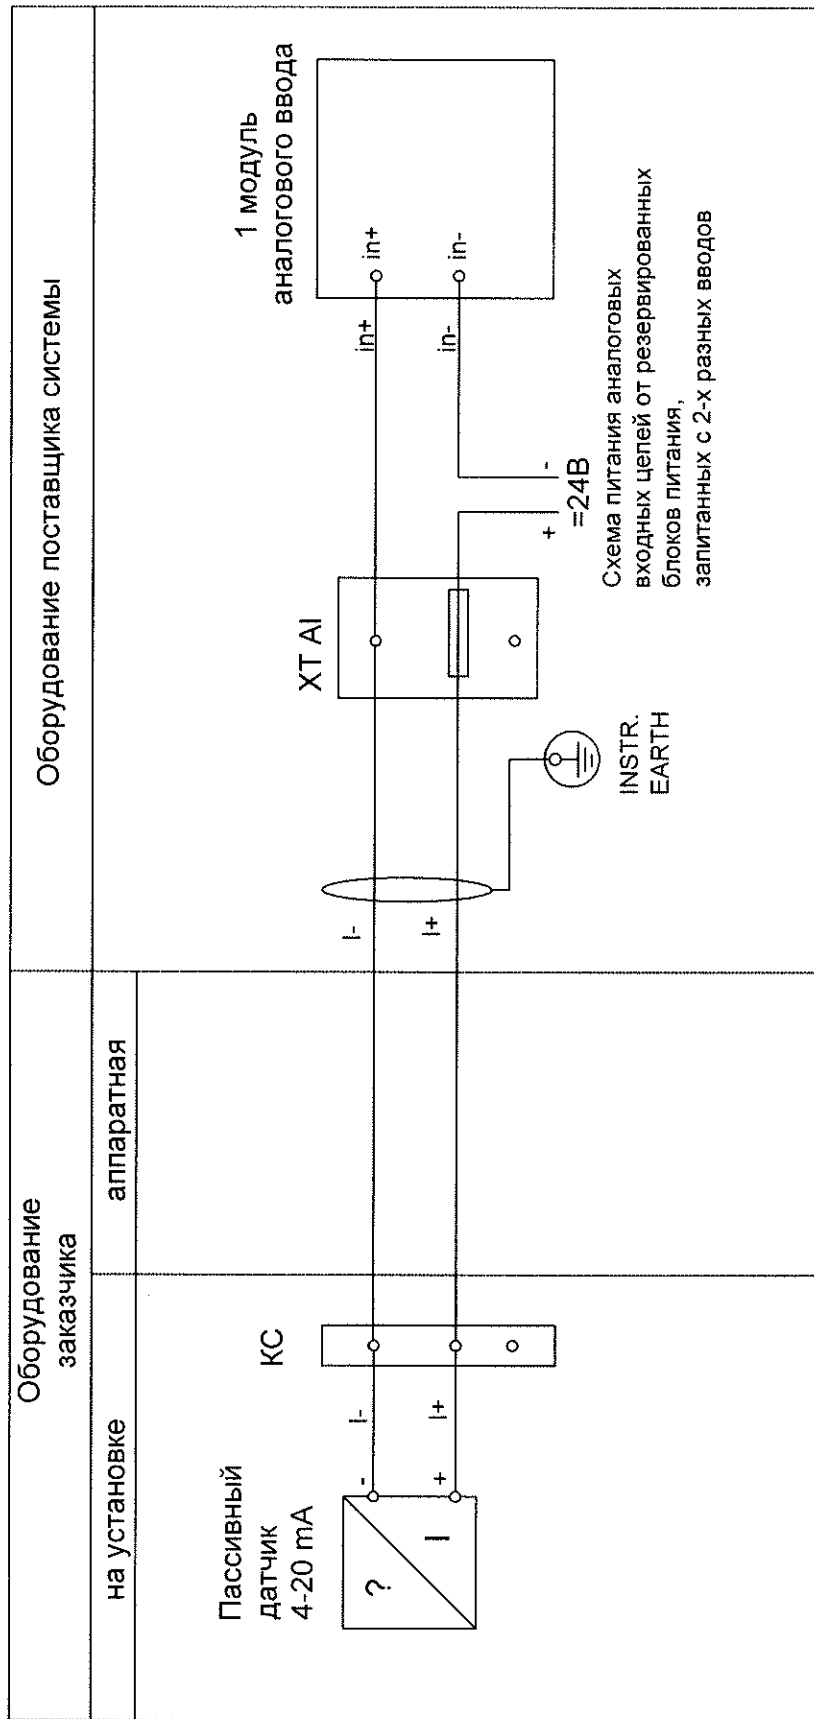 Оборудование
заказчика
Оборудование поставщика системы
на установке
аппаратная
Пассивный
датчик
4-20 mA
?
I
-
+
I-
I+
КС
I-
I+
INSTR.
EARTH
XT AI
+
-
=24В
Схема питания аналоговых
входных цепей от резервированных
блоков питания,
запитанных с 2-х разных вводов
in+
in-
1 модуль
аналогового ввода
in+
in-